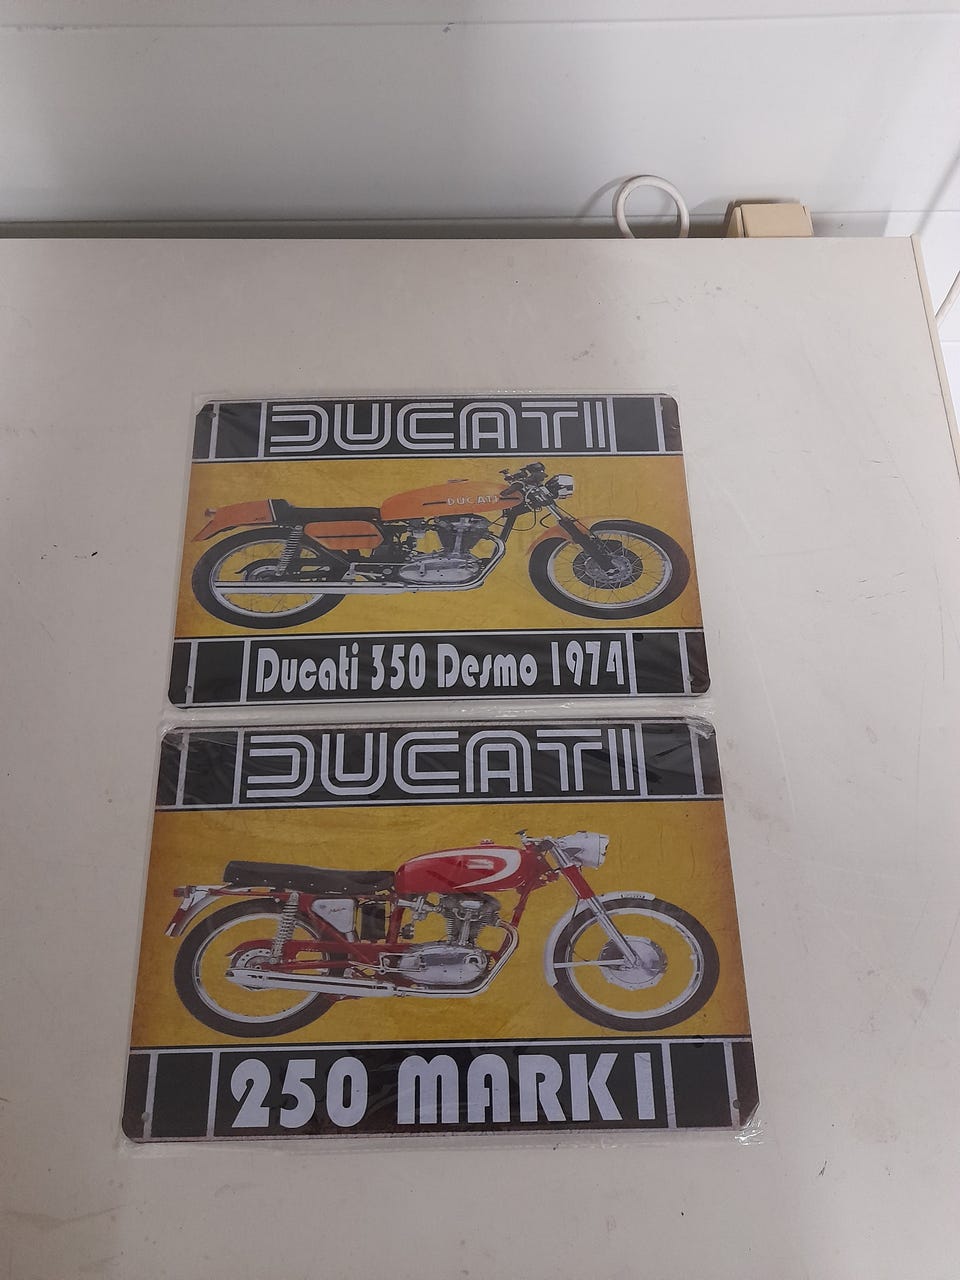 DUCATI
DUCATI
Ducati 350 Desmo 1974
DUCATI
250 MARK I